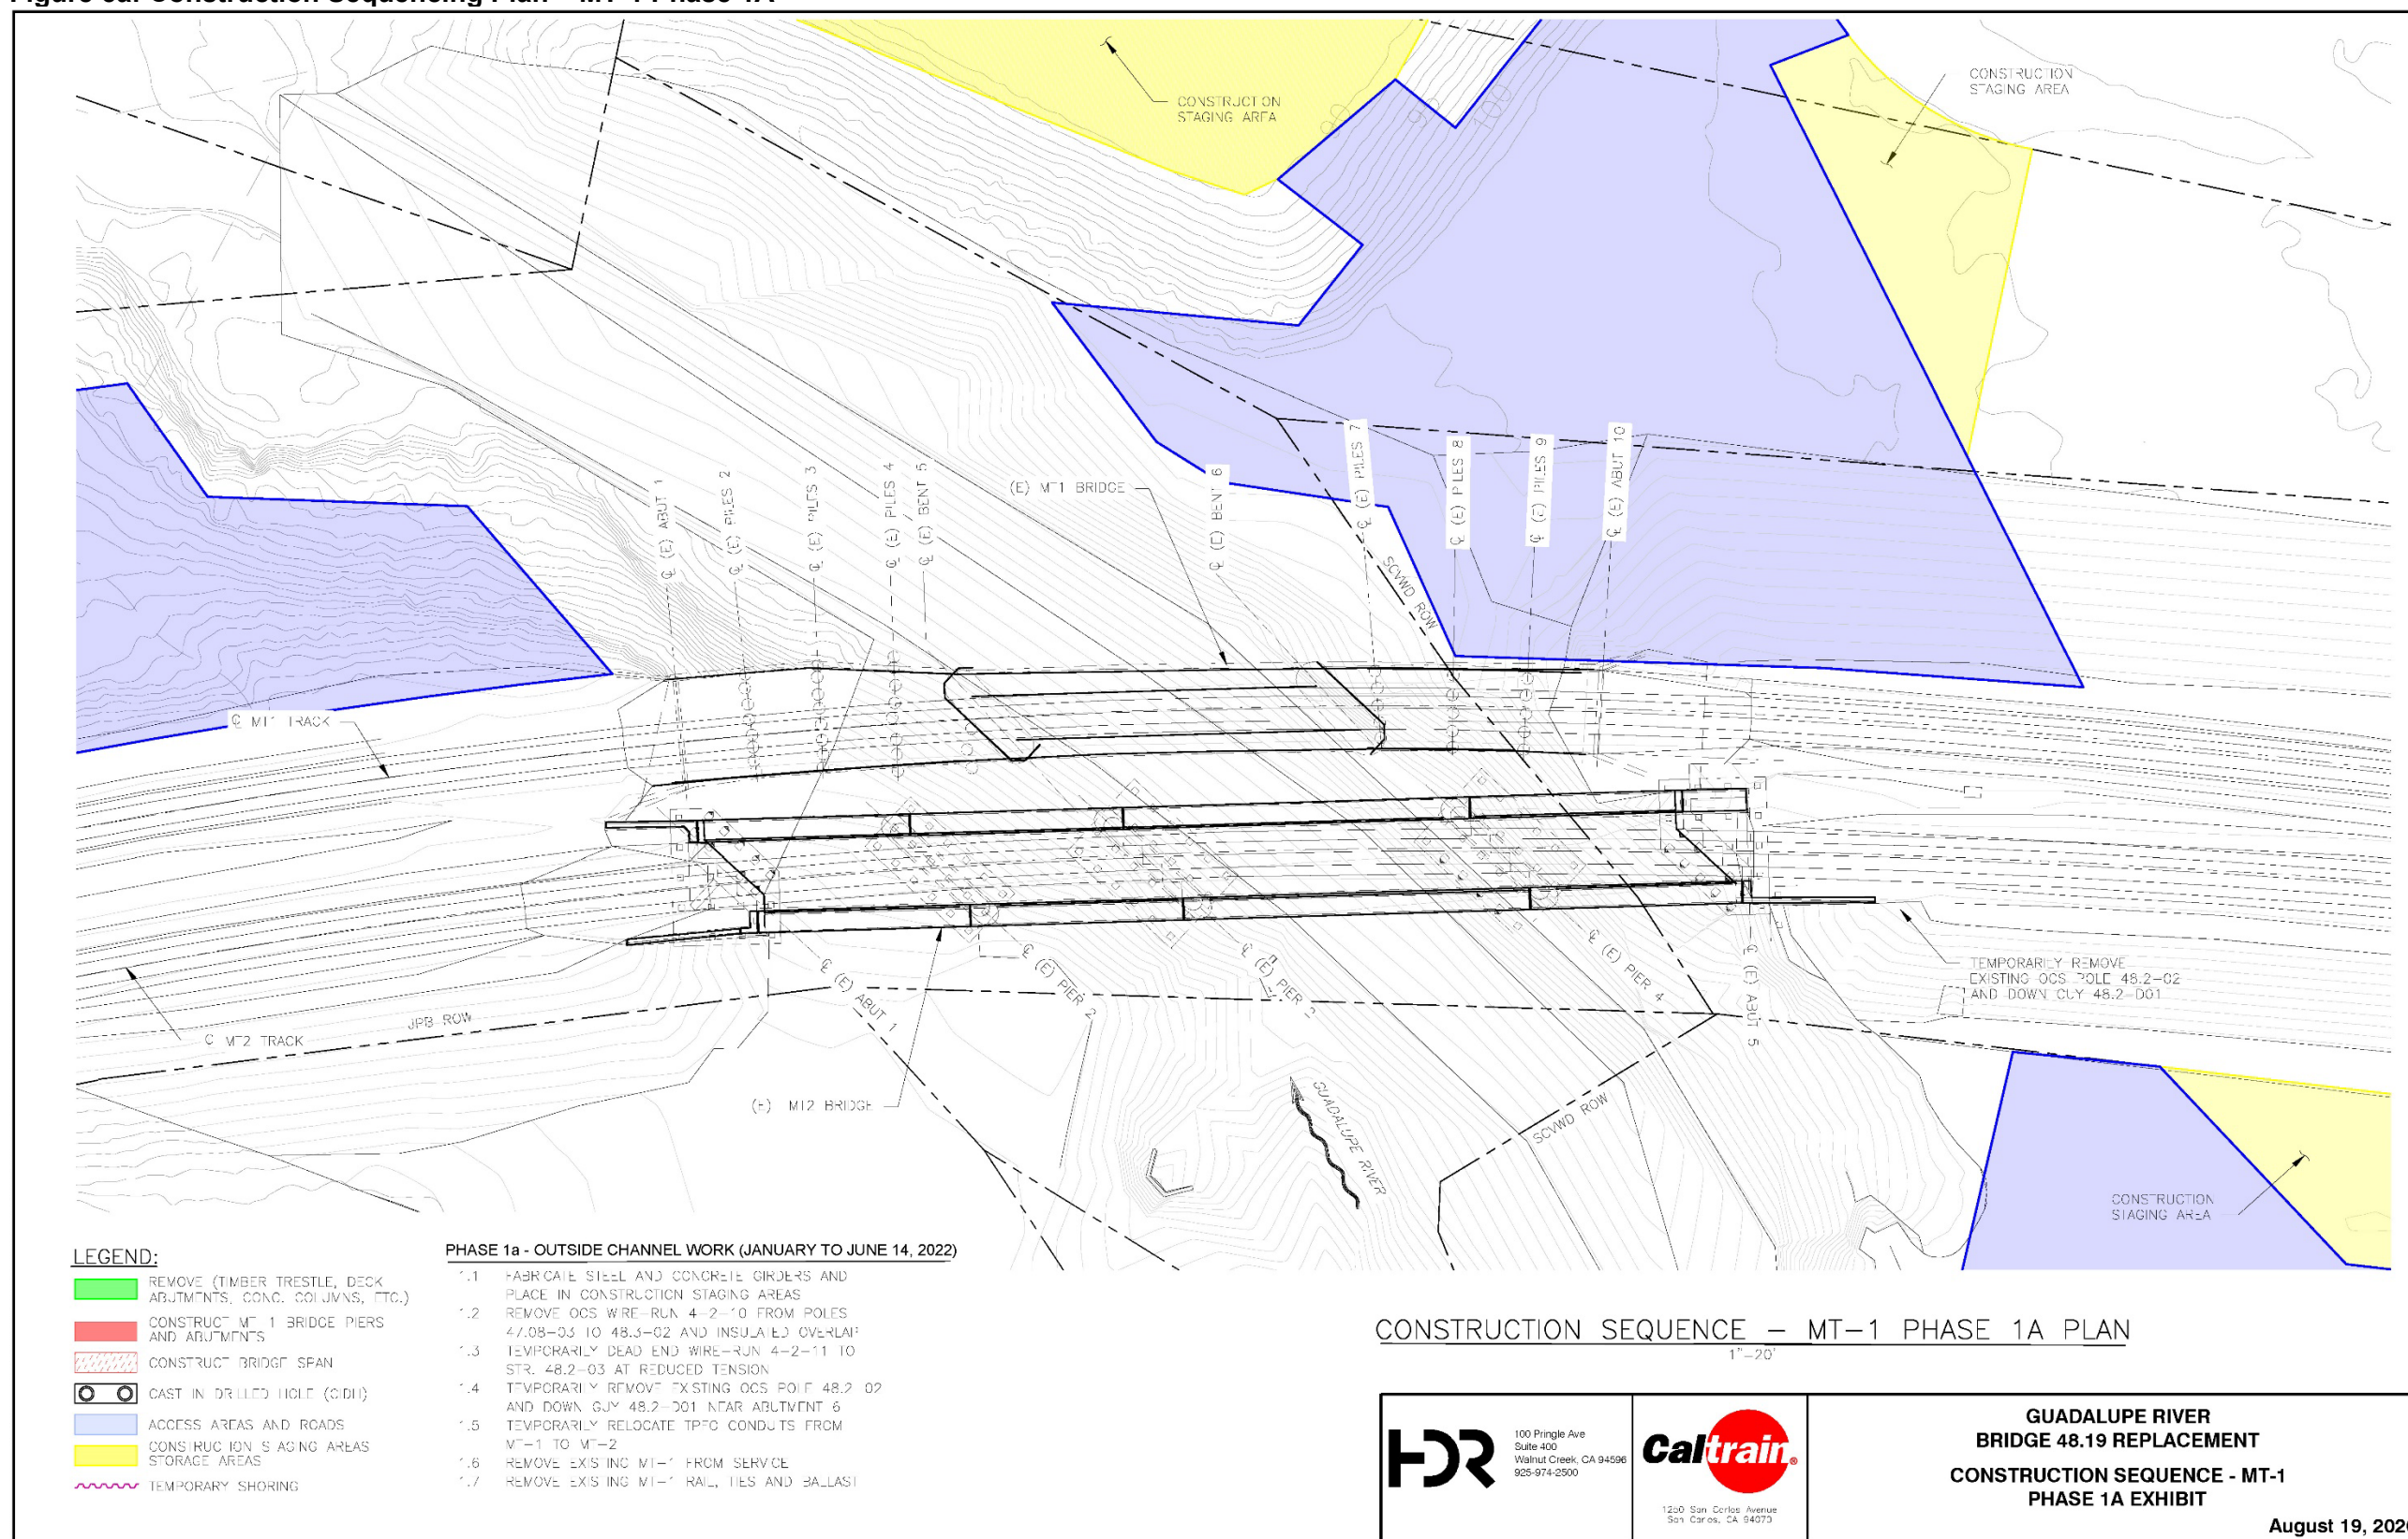 CONSTRUCTION
STAGING AREA
CONSTRUCTION
STAGING AREA
90
100
(E) MT1 BRIDGE
℄ (E) ABUT 1
℄ (E) PILES 2
℄ (E) PILES 3
℄ (E) PILES 4
℄ (E) BENT 5
℄ (E) BENT 6
℄ (E) PILES 7
℄ (E) PILES 8
℄ (E) PILES 9
℄ (E) ABUT 10
SCVWD ROW
℄ MT1 TRACK
℄ MT2 TRACK
JPB ROW
(E) MT2 BRIDGE
℄ (E) ABUT 1
℄ (E) PIER 2
℄ (E) PIER 3
℄ (E) PIER 4
℄ (E) ABUT 5
TEMPORARILY REMOVE
EXISTING OCS POLE 48.2-02
AND DOWN GUY 48.2-D01
GUADALUPE RIVER
SCVWD ROW
CONSTRUCTION
STAGING AREA
LEGEND:
REMOVE (TIMBER TRESTLE, DECK
ABUTMENTS, CONC. COLUMNS, ETC.)
CONSTRUCT MT 1 BRIDGE PIERS
AND ABUTMENTS
CONSTRUCT BRIDGE SPAN
CAST IN DRILLED HOLE (CIDH)
ACCESS AREAS AND ROADS
CONSTRUCTION STAGING AREAS
STORAGE AREAS
TEMPORARY SHORING
PHASE 1a - OUTSIDE CHANNEL WORK (JANUARY TO JUNE 14, 2022)
1.1 FABRICATE STEEL AND CONCRETE GIRDERS AND
PLACE IN CONSTRUCTION STAGING AREAS
1.2 REMOVE OCS WIRE-RUN 4-2-10 FROM POLES
47.08-03 TO 48.3-02 AND INSULATED OVERLAP
1.3 TEMPORARILY DEAD END WIRE-RUN 4-2-11 TO
STR. 48.2-03 AT REDUCED TENSION
1.4 TEMPORARILY REMOVE EXISTING OCS POLE 48.2-02
AND DOWN GUY 48.2-D01 NEAR ABUTMENT 6
1.5 TEMPORARILY RELOCATE TPFO CONDUITS FROM
MT-1 TO MT-2
1.6 REMOVE EXISTING MT-1 FROM SERVICE
1.7 REMOVE EXISTING MT-1 RAIL, TIES AND BALLAST
CONSTRUCTION SEQUENCE – MT-1 PHASE 1A PLAN
1"=20'
HDR
100 Pringle Ave
Suite 400
Walnut Creek, CA 94596
925-974-2500
Caltrain®
1250 San Carlos Avenue
San Carlos, CA 94070
GUADALUPE RIVER
BRIDGE 48.19 REPLACEMENT
CONSTRUCTION SEQUENCE - MT-1
PHASE 1A EXHIBIT
August 19, 202